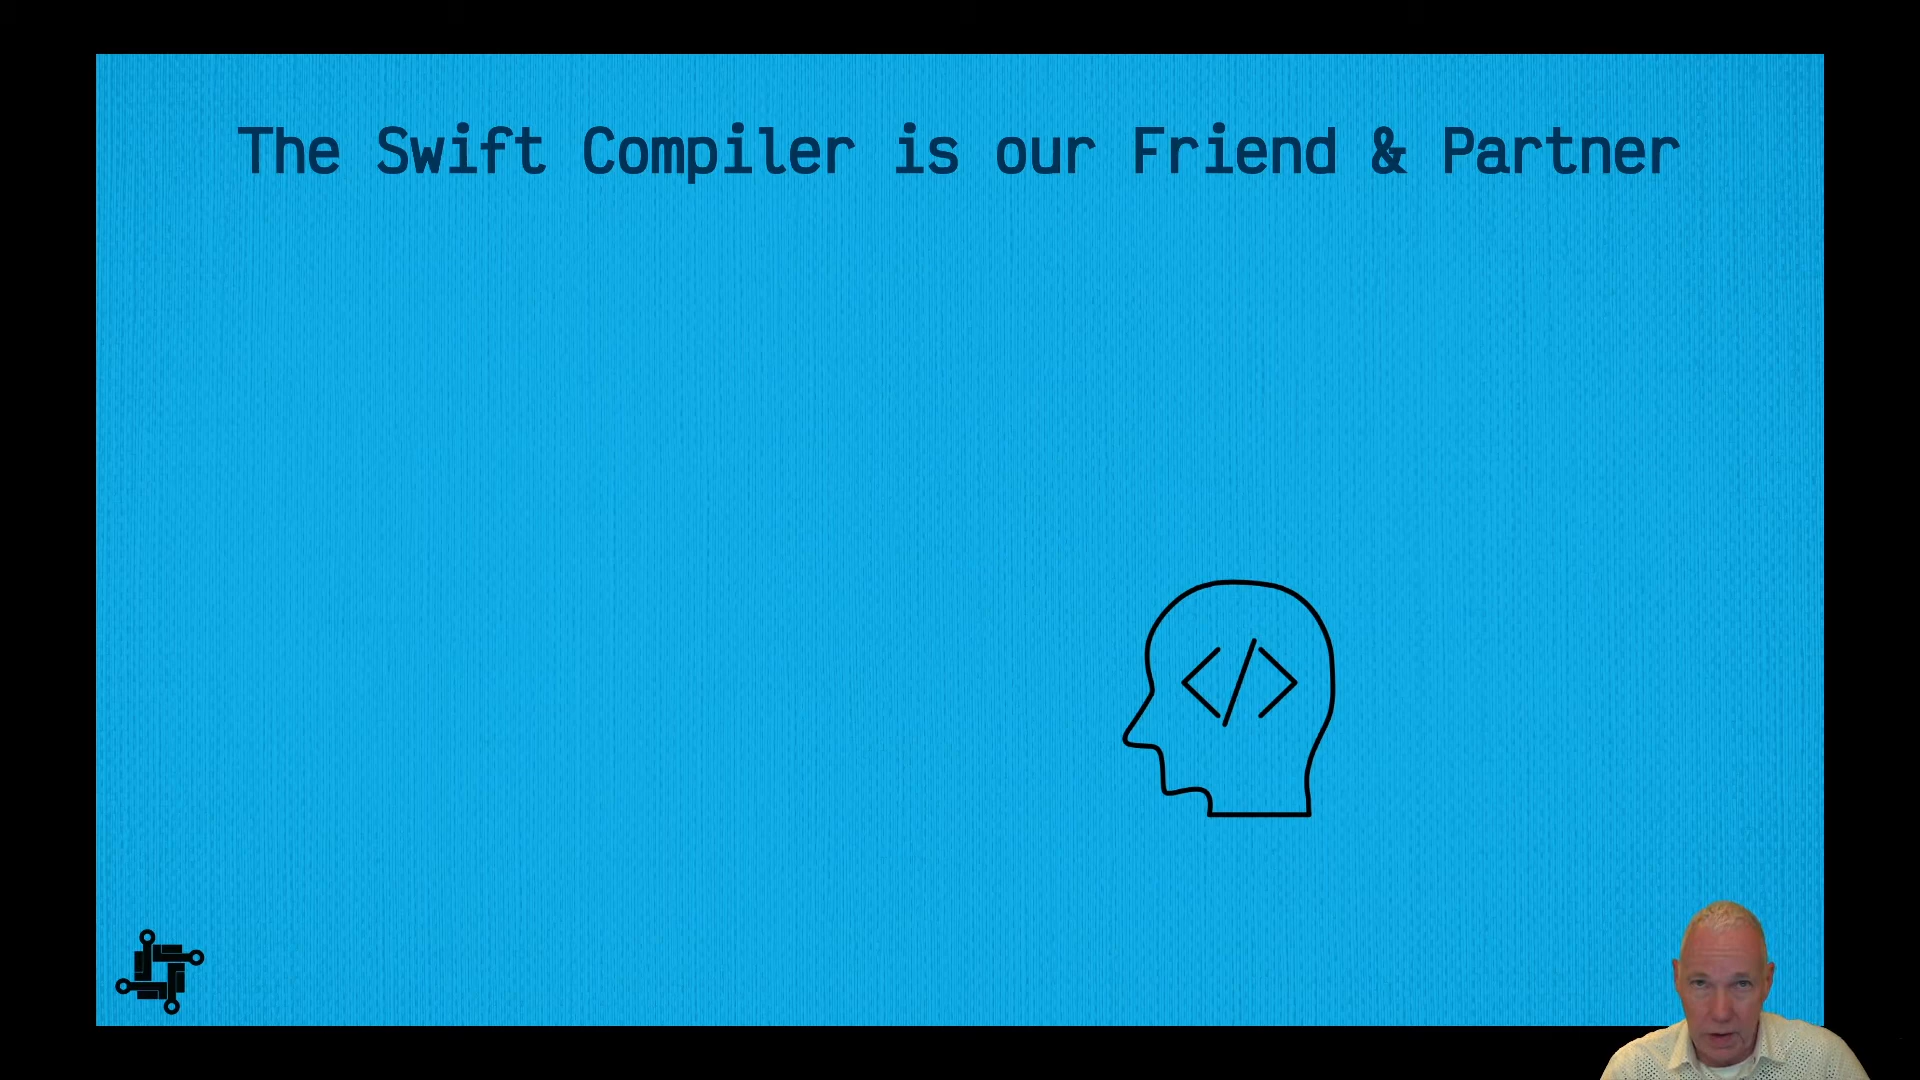 The Swift Compiler is our Friend & Partner
</>